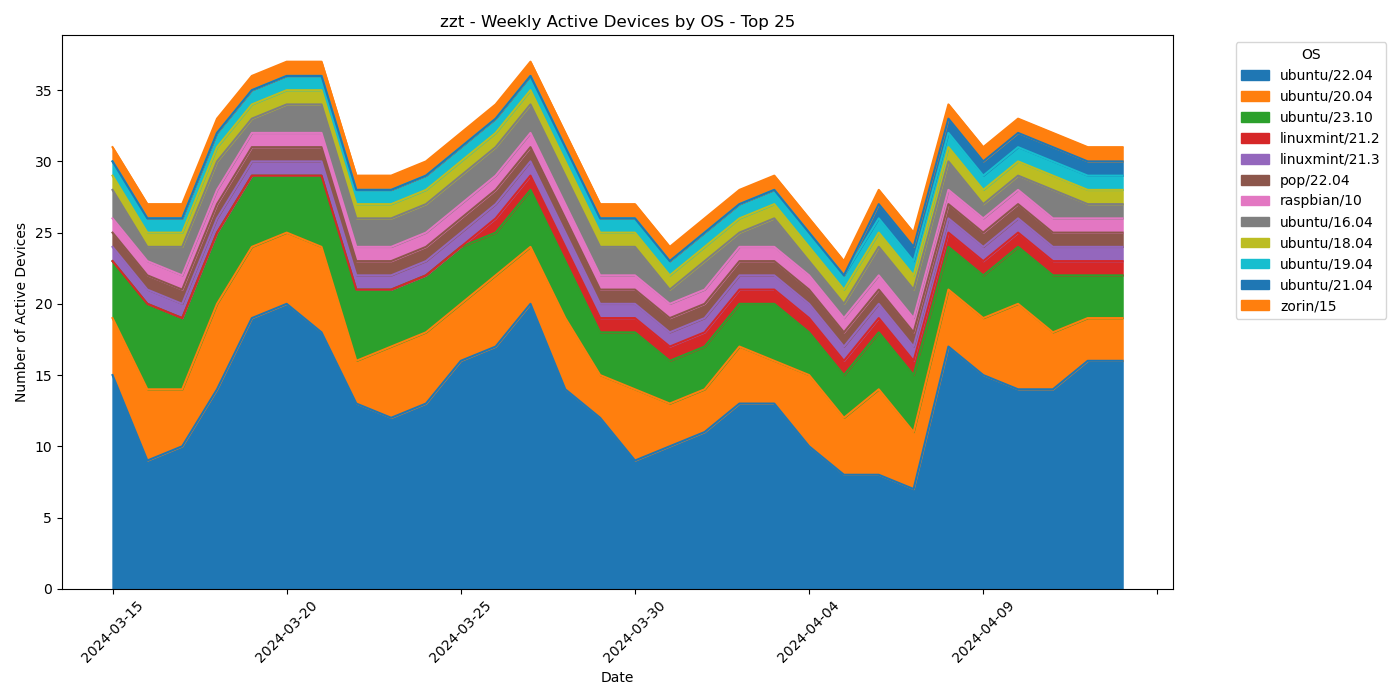 zzt - Weekly Active Devices by OS - Top 25
Number of Active Devices
35
30
25
20
15
10
5
0
2024-03-15
2024-03-20
2024-03-25
2024-03-30
2024-04-04
2024-04-09
Date
OS
ubuntu/22.04
ubuntu/20.04
ubuntu/23.10
linuxmint/21.2
linuxmint/21.3
pop/22.04
raspbian/10
ubuntu/16.04
ubuntu/18.04
ubuntu/19.04
ubuntu/21.04
zorin/15